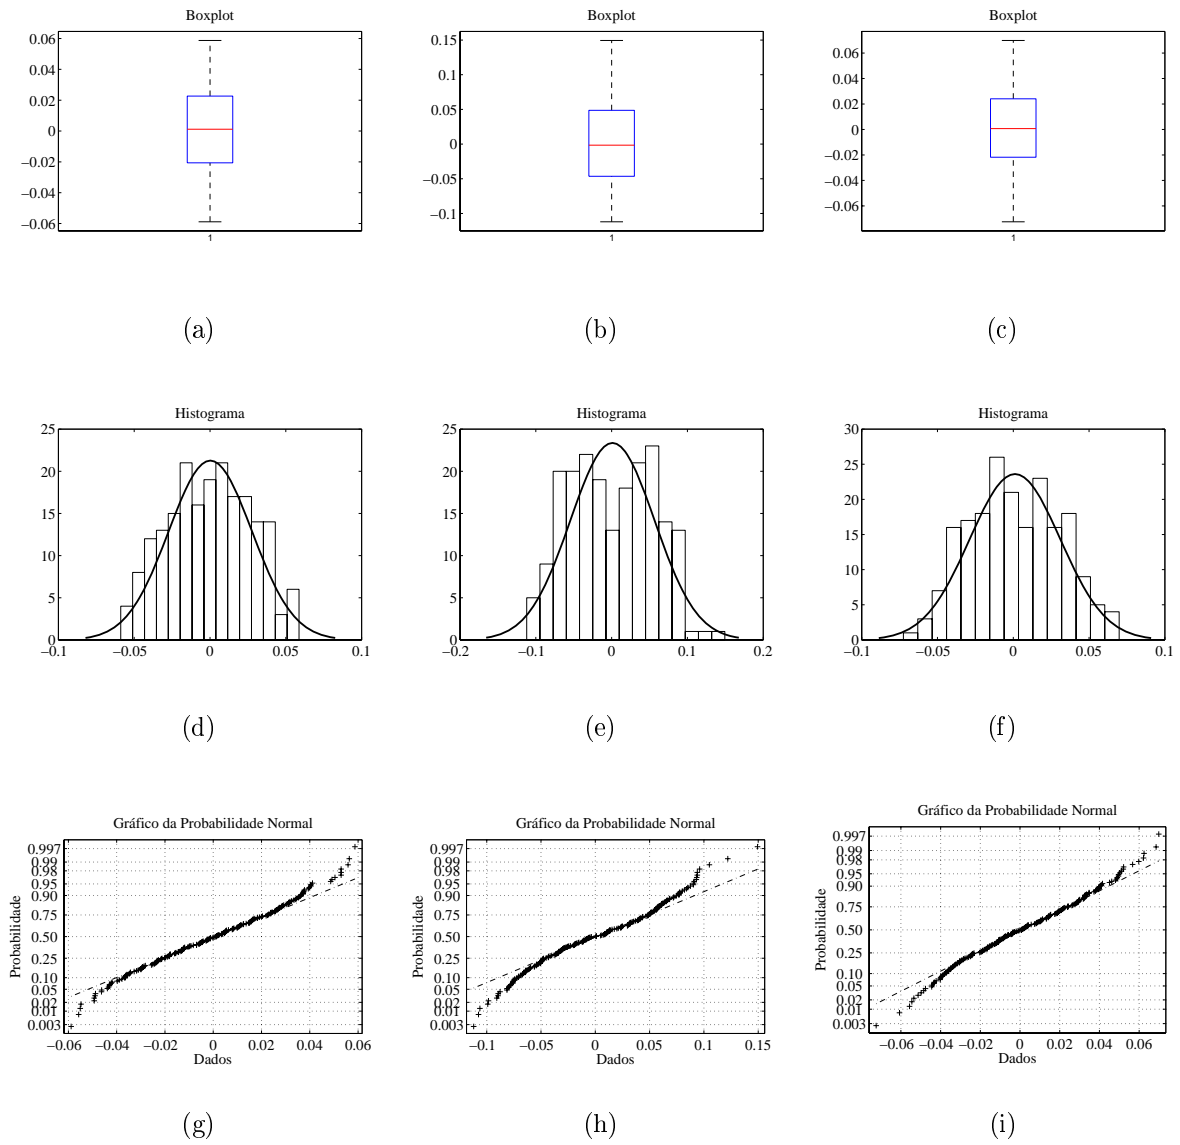 Boxplot
0.06
0.04
0.02
0
−0.02
−0.04
−0.06
1
Boxplot
0.15
0.1
0.05
0
−0.05
−0.1
1
Boxplot
0.06
0.04
0.02
0
−0.02
−0.04
−0.06
1
(a)
(b)
(c)
Histograma
25
20
15
10
5
0
−0.1 −0.05 0 0.05 0.1
Histograma
25
20
15
10
5
0
−0.2 −0.1 0 0.1 0.2
Histograma
30
25
20
15
10
5
0
−0.1 −0.05 0 0.05 0.1
(d)
(e)
(f)
Gráfico da Probabilidade Normal
Probabilidade
0.997
0.99
0.98
0.95
0.90
0.75
0.50
0.25
0.10
0.05
0.02
0.01
0.003
−0.06 −0.04 −0.02 0 0.02 0.04 0.06
Dados
Gráfico da Probabilidade Normal
Probabilidade
0.997
0.99
0.98
0.95
0.90
0.75
0.50
0.25
0.10
0.05
0.02
0.01
0.003
−0.1 −0.05 0 0.05 0.1 0.15
Dados
Gráfico da Probabilidade Normal
Probabilidade
0.997
0.99
0.98
0.95
0.90
0.75
0.50
0.25
0.10
0.05
0.02
0.01
0.003
−0.06 −0.04 −0.02 0 0.02 0.04 0.06
Dados
(g)
(h)
(i)